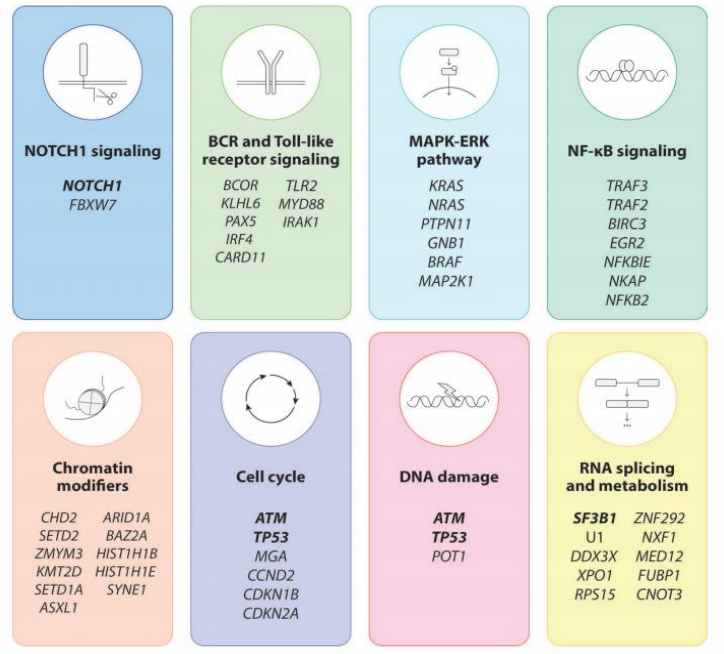 NOTCH1 signaling
NOTCH1
FBXW7
BCR and Toll-like
receptor signaling
BCOR TLR2
KLHL6 MYD88
PAX5 IRAK1
IRF4
CARD11
MAPK-ERK
pathway
KRAS
NRAS
PTPN11
GNB1
BRAF
MAP2K1
NF-κB signaling
TRAF3
TRAF2
BIRC3
EGR2
NFKBIE
NKAP
NFKB2
Chromatin
modifiers
CHD2 ARID1A
SETD2 BAZ2A
ZMYM3 HIST1H1B
KMT2D HIST1H1E
SETD1A SYNE1
ASXL1
Cell cycle
ATM
TP53
MGA
CCND2
CDKN1B
CDKN2A
DNA damage
ATM
TP53
POT1
RNA splicing
and metabolism
SF3B1 ZNF292
U1 NXF1
DDX3X MED12
XPO1 FUBP1
RPS15 CNOT3
...